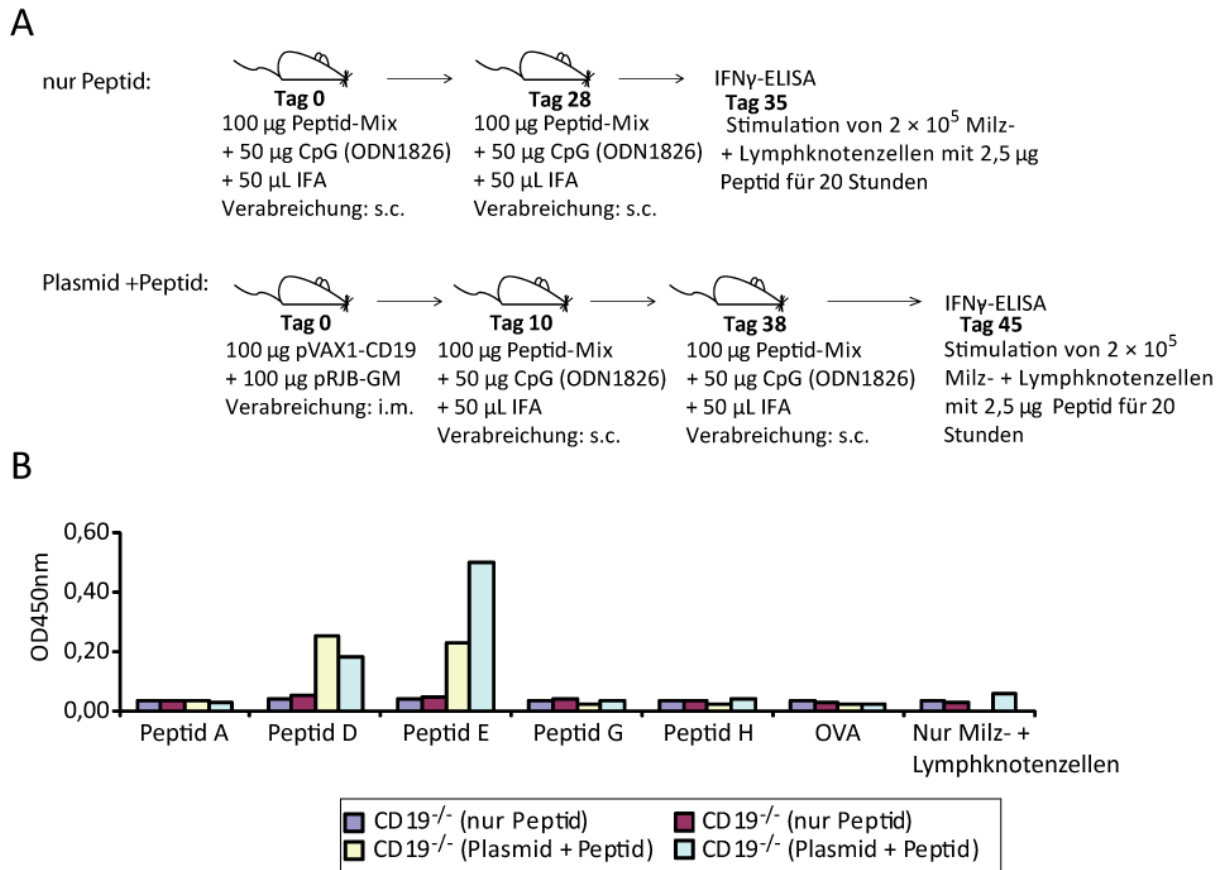 A
nur Peptid:
Tag 0
100 µg Peptid-Mix
+ 50 µg CpG (ODN1826)
+ 50 µL IFA
Verabreichung: s.c.
Tag 28
100 µg Peptid-Mix
+ 50 µg CpG (ODN1826)
+ 50 µL IFA
Verabreichung: s.c.
IFNγ-ELISA
Tag 35
Stimulation von 2 × 10⁵ Milz-
+ Lymphknotenzellen mit 2,5 µg
Peptid für 20 Stunden
Plasmid +Peptid:
Tag 0
100 µg pVAX1-CD19
+ 100 µg pRJB-GM
Verabreichung: i.m.
Tag 10
100 µg Peptid-Mix
+ 50 µg CpG (ODN1826)
+ 50 µL IFA
Verabreichung: s.c.
Tag 38
100 µg Peptid-Mix
+ 50 µg CpG (ODN1826)
+ 50 µL IFA
Verabreichung: s.c.
IFNγ-ELISA
Tag 45
Stimulation von 2 × 10⁵
Milz- + Lymphknotenzellen
mit 2,5 µg Peptid für 20
Stunden
B
OD450nm
0,60
0,40
0,20
0,00
Peptid A
Peptid D
Peptid E
Peptid G
Peptid H
OVA
Nur Milz- +
Lymphknotenzellen
CD19⁻/⁻ (nur Peptid)
CD19⁻/⁻ (nur Peptid)
CD19⁻/⁻ (Plasmid + Peptid)
CD19⁻/⁻ (Plasmid + Peptid)